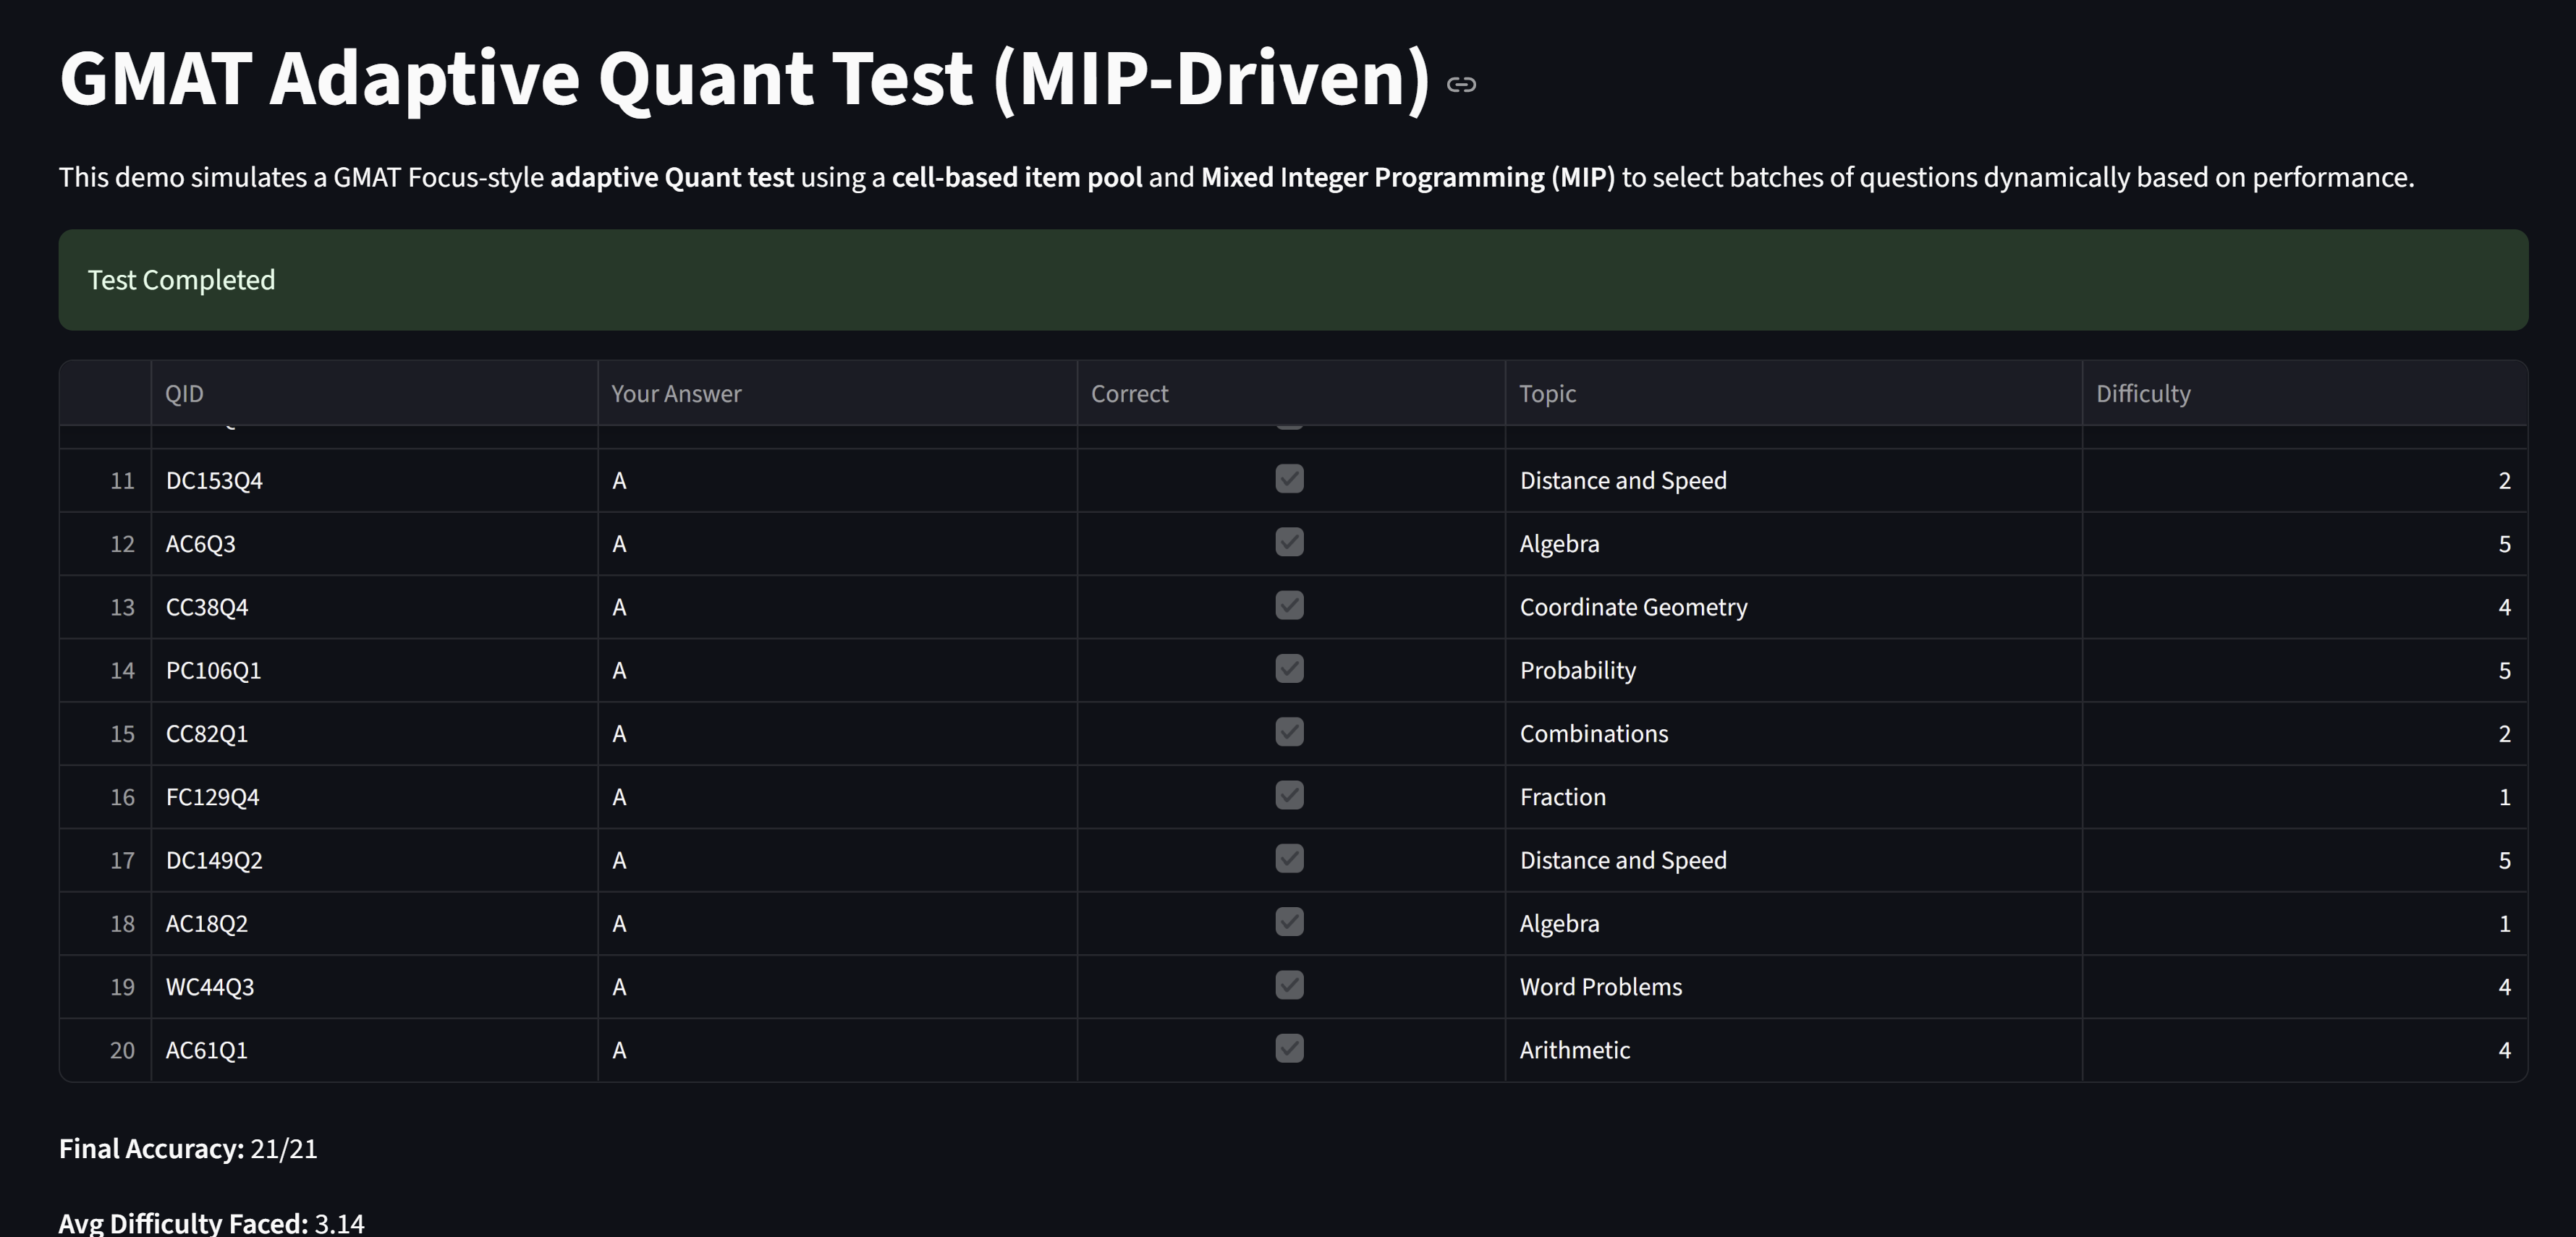 GMAT Adaptive Quant Test (MIP-Driven)
This demo simulates a GMAT Focus-style adaptive Quant test using a cell-based item pool and Mixed Integer Programming (MIP) to select batches of questions dynamically based on performance.
Test Completed
QID Your Answer Correct Topic Difficulty
11 DC153Q4 A Distance and Speed 2
12 AC6Q3 A Algebra 5
13 CC38Q4 A Coordinate Geometry 4
14 PC106Q1 A Probability 5
15 CC82Q1 A Combinations 2
16 FC129Q4 A Fraction 1
17 DC149Q2 A Distance and Speed 5
18 AC18Q2 A Algebra 1
19 WC44Q3 A Word Problems 4
20 AC61Q1 A Arithmetic 4
Final Accuracy: 21/21
Avg Difficulty Faced: 3.14